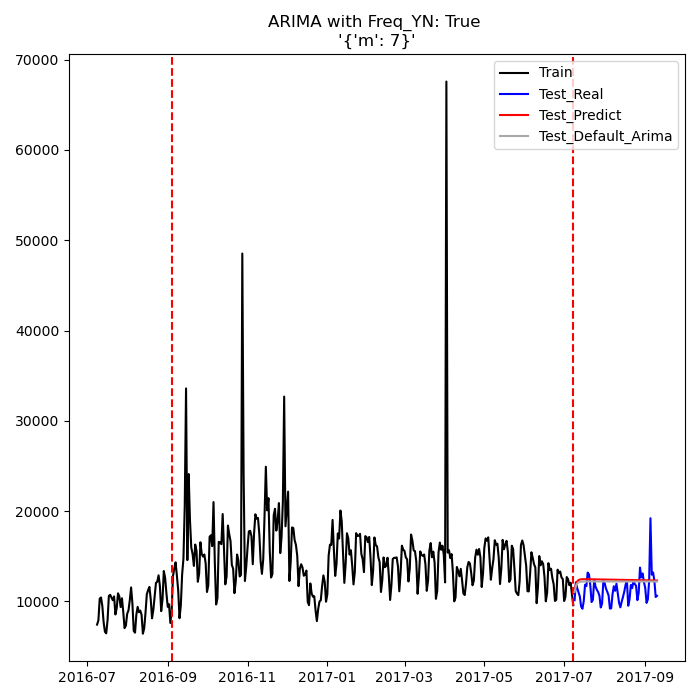 ARIMA with Freq_YN: True
'{'m': 7}'
Train
Test_Real
Test_Predict
Test_Default_Arima
70000
60000
50000
40000
30000
20000
10000
2016-07 2016-09 2016-11 2017-01 2017-03 2017-05 2017-07 2017-09